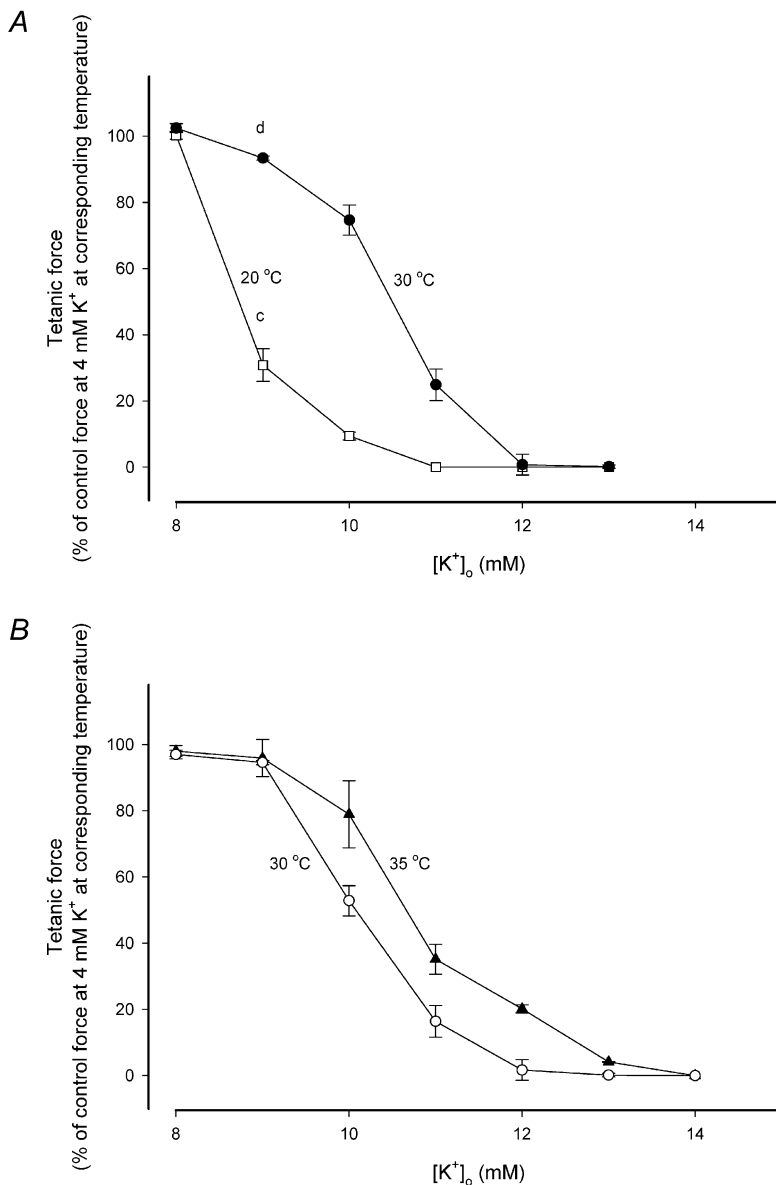 A
Tetanic force
(% of control force at 4 mM K⁺ at corresponding temperature)
100
80
60
40
20
0
d
20 °C
30 °C
c
8
10
12
14
[K⁺]ₒ (mM)
B
Tetanic force
(% of control force at 4 mM K⁺ at corresponding temperature)
100
80
60
40
20
0
30 °C
35 °C
8
10
12
14
[K⁺]ₒ (mM)